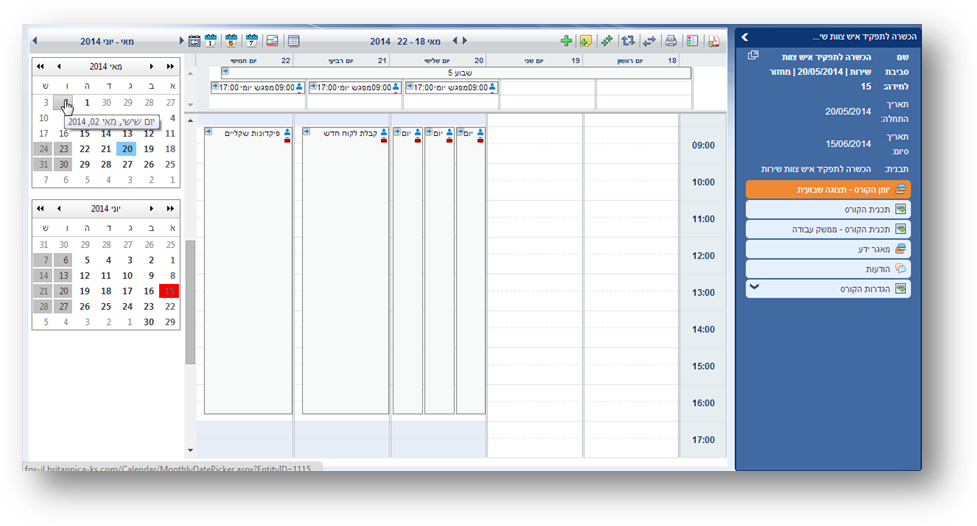 הכשרה לתפקיד איש צוות שי...
שם הכשרה לתפקיד איש צוות
סביבת שירות | 20/05/2014 | מחזור
למידה: 15
תאריך
התחלה: 20/05/2014
תאריך
סיום: 15/06/2014
תבנית: הכשרה לתפקיד איש צוות שירות
יומן הקורס - תצוגה שבועית
תכנית הקורס
תכנית הקורס - ממשק עבודה
מאגר ידע
הודעות
הגדרות הקורס
מאי 18 - 22 2014
18 יום ראשון
19 יום שני
20 יום שלישי
21 יום רביעי
22 יום חמישי
שבוע 5
09:00מפגש יומי 17:00
09:00מפגש יומי 17:00
09:00מפגש יומי 17:00
יום
יום
יום
קבלת לקוח חדש
פיקדונות שקליים
09:00
10:00
11:00
12:00
13:00
14:00
15:00
16:00
17:00
מאי - יוני 2014
מאי 2014
א ב ג ד ה ו ש
27 28 29 30 1 3
4 10
יום שישי, מאי 02, 2014
11 12 13 14 15 16 17
18 19 20 21 22 23 24
25 26 27 28 29 30 31
1 2 3 4 5 6 7
יוני 2014
א ב ג ד ה ו ש
25 26 27 28 29 30 31
1 2 3 4 5 6 7
8 9 10 11 12 13 14
15 16 17 18 19 20 21
22 23 24 25 26 27 28
29 30 1 2 3 4 5
fox-il.britannica-ks.com/Calendar/MonthlyDatePicker.aspx?EntityID=1115